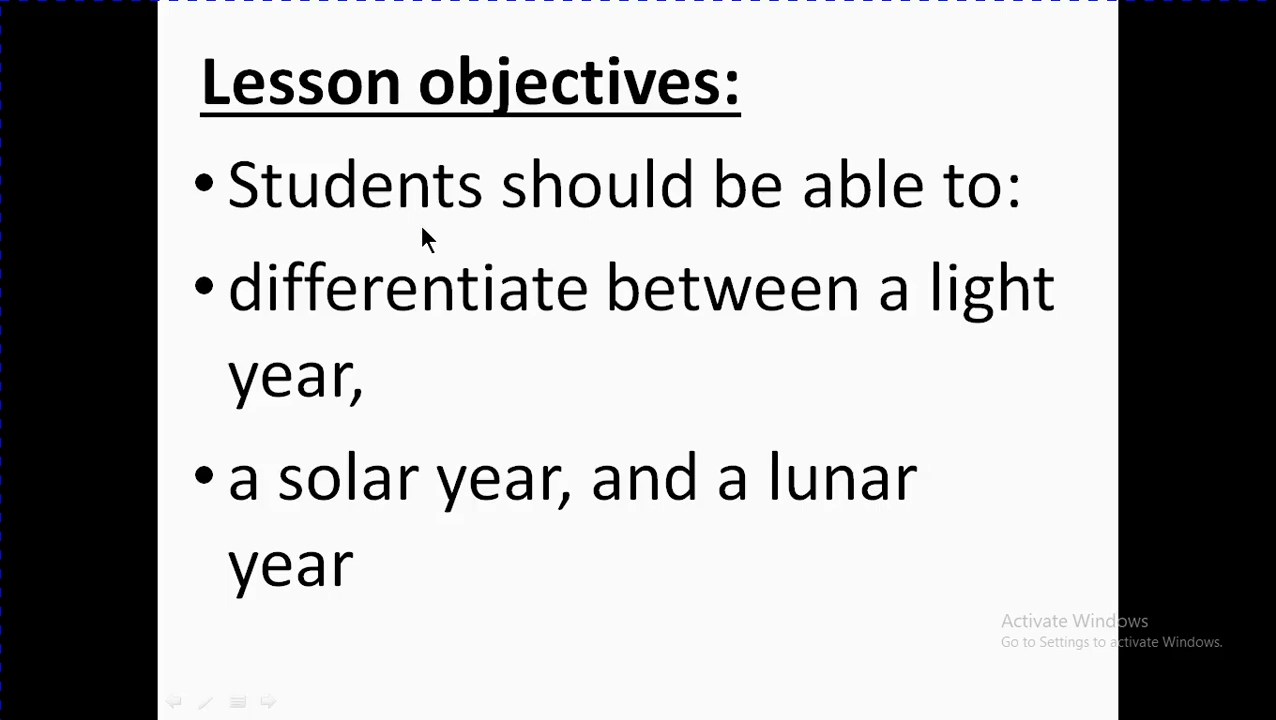 Lesson objectives:
• Students should be able to:
• differentiate between a light
year,
• a solar year, and a lunar
year
Activate Windows
Go to Settings to activate Windows.